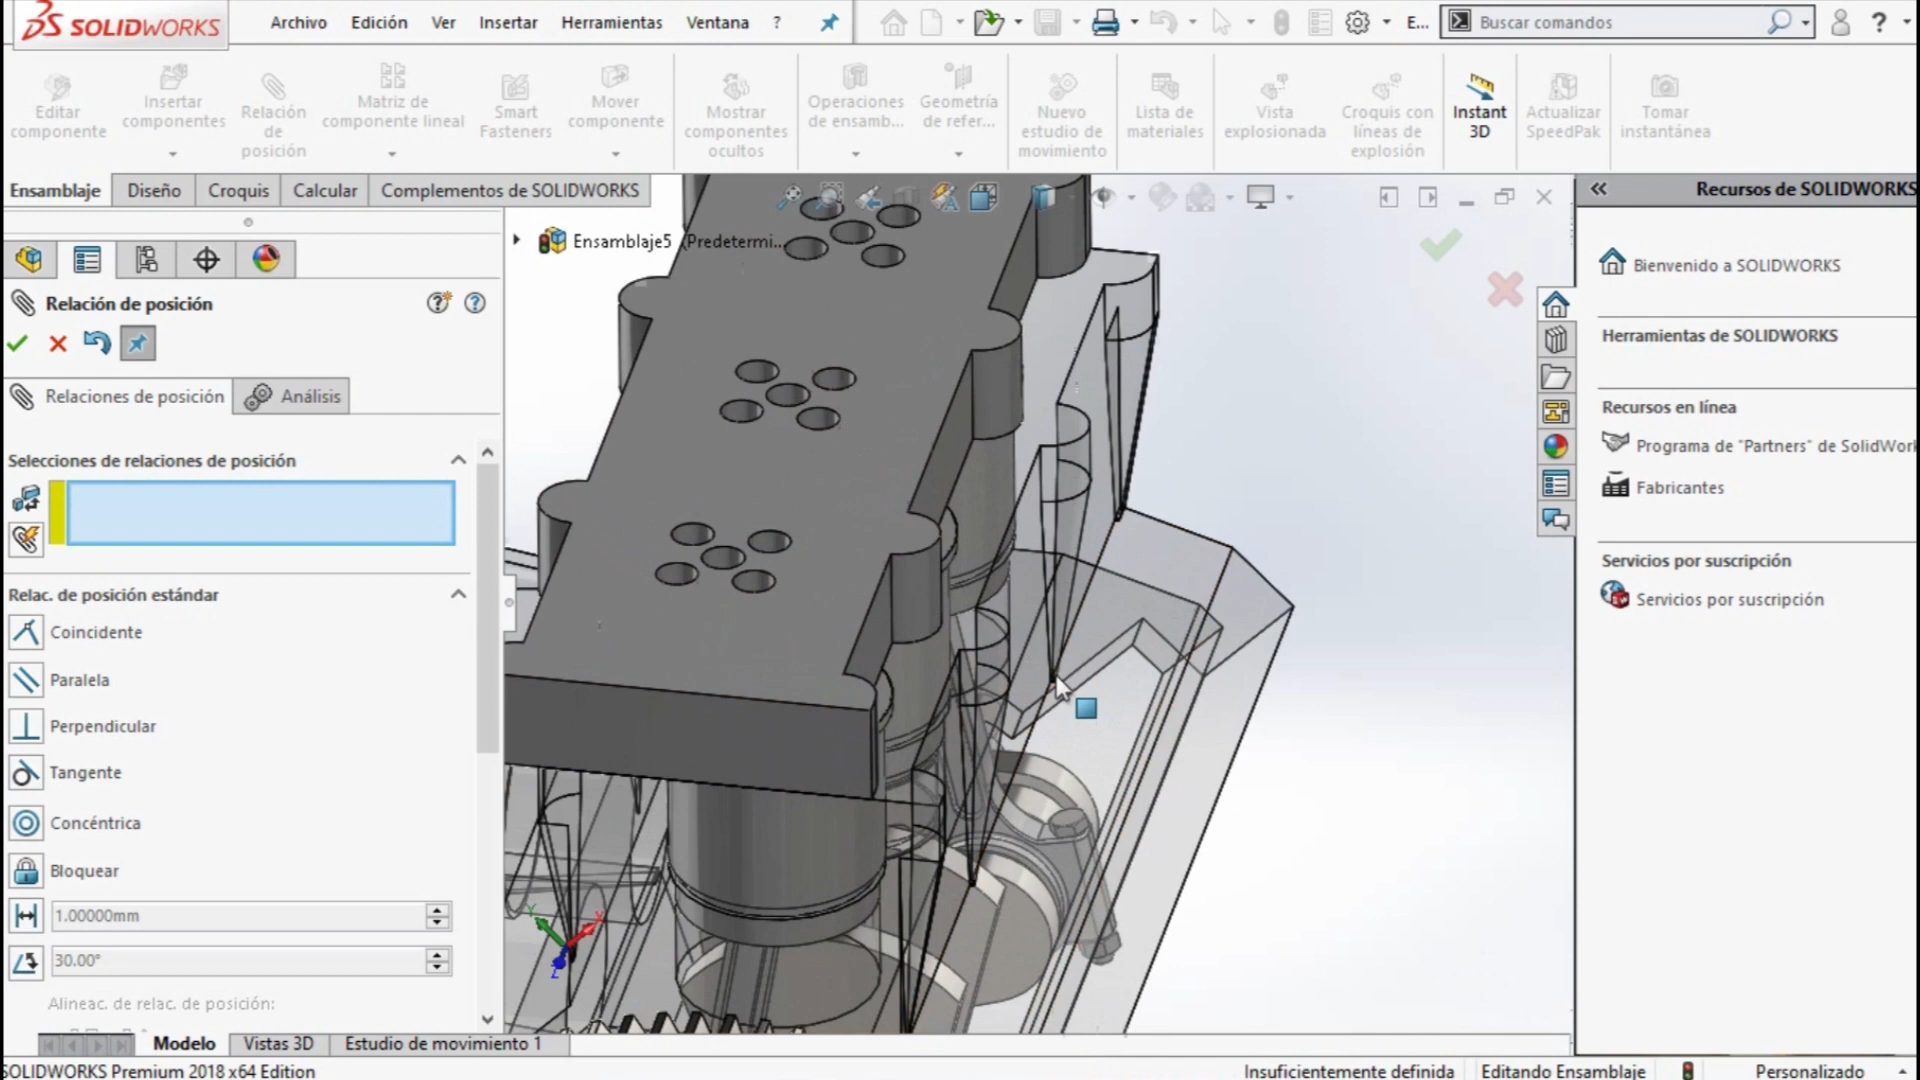 SOLIDWORKS
Archivo Edición Ver Insertar Herramientas Ventana ?
E...
Buscar comandos
?
Editar componente
Insertar componentes
Relación de posición
Matriz de componente lineal
Smart Fasteners
Mover componente
Mostrar componentes ocultos
Operaciones de ensamb...
Geometría de refer...
Nuevo estudio de movimiento
Lista de materiales
Vista explosionada
Croquis con líneas de explosión
Instant 3D
Actualizar SpeedPak
Tomar instantánea
Ensamblaje Diseño Croquis Calcular Complementos de SOLIDWORKS
Ensamblaje5 (Predetermi...
Relación de posición
Relaciones de posición Análisis
Selecciones de relaciones de posición
Relac. de posición estándar
Coincidente
Paralela
Perpendicular
Tangente
Concéntrica
Bloquear
1.00000mm
30.00°
Alineac. de relac. de posición:
Y
X
Z
Recursos de SOLIDWORKS
Bienvenido a SOLIDWORKS
Herramientas de SOLIDWORKS
Recursos en línea
Programa de "Partners" de SolidWor
Fabricantes
Servicios por suscripción
Servicios por suscripción
Modelo Vistas 3D Estudio de movimiento 1
SOLIDWORKS Premium 2018 x64 Edition
Insuficientemente definida Editando Ensamblaje Personalizado